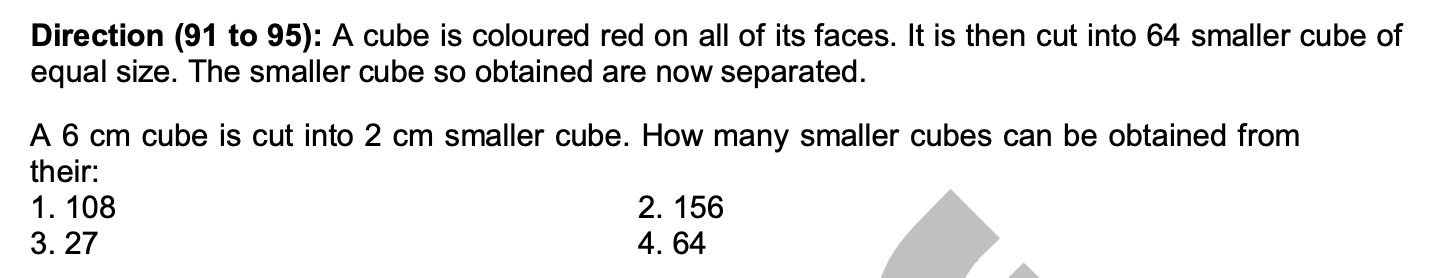 Direction (91 to 95): A cube is coloured red on all of its faces. It is then cut into 64 smaller cube of
equal size. The smaller cube so obtained are now separated.
A 6 cm cube is cut into 2 cm smaller cube. How many smaller cubes can be obtained from
their:
1. 108 2. 156
3. 27 4. 64